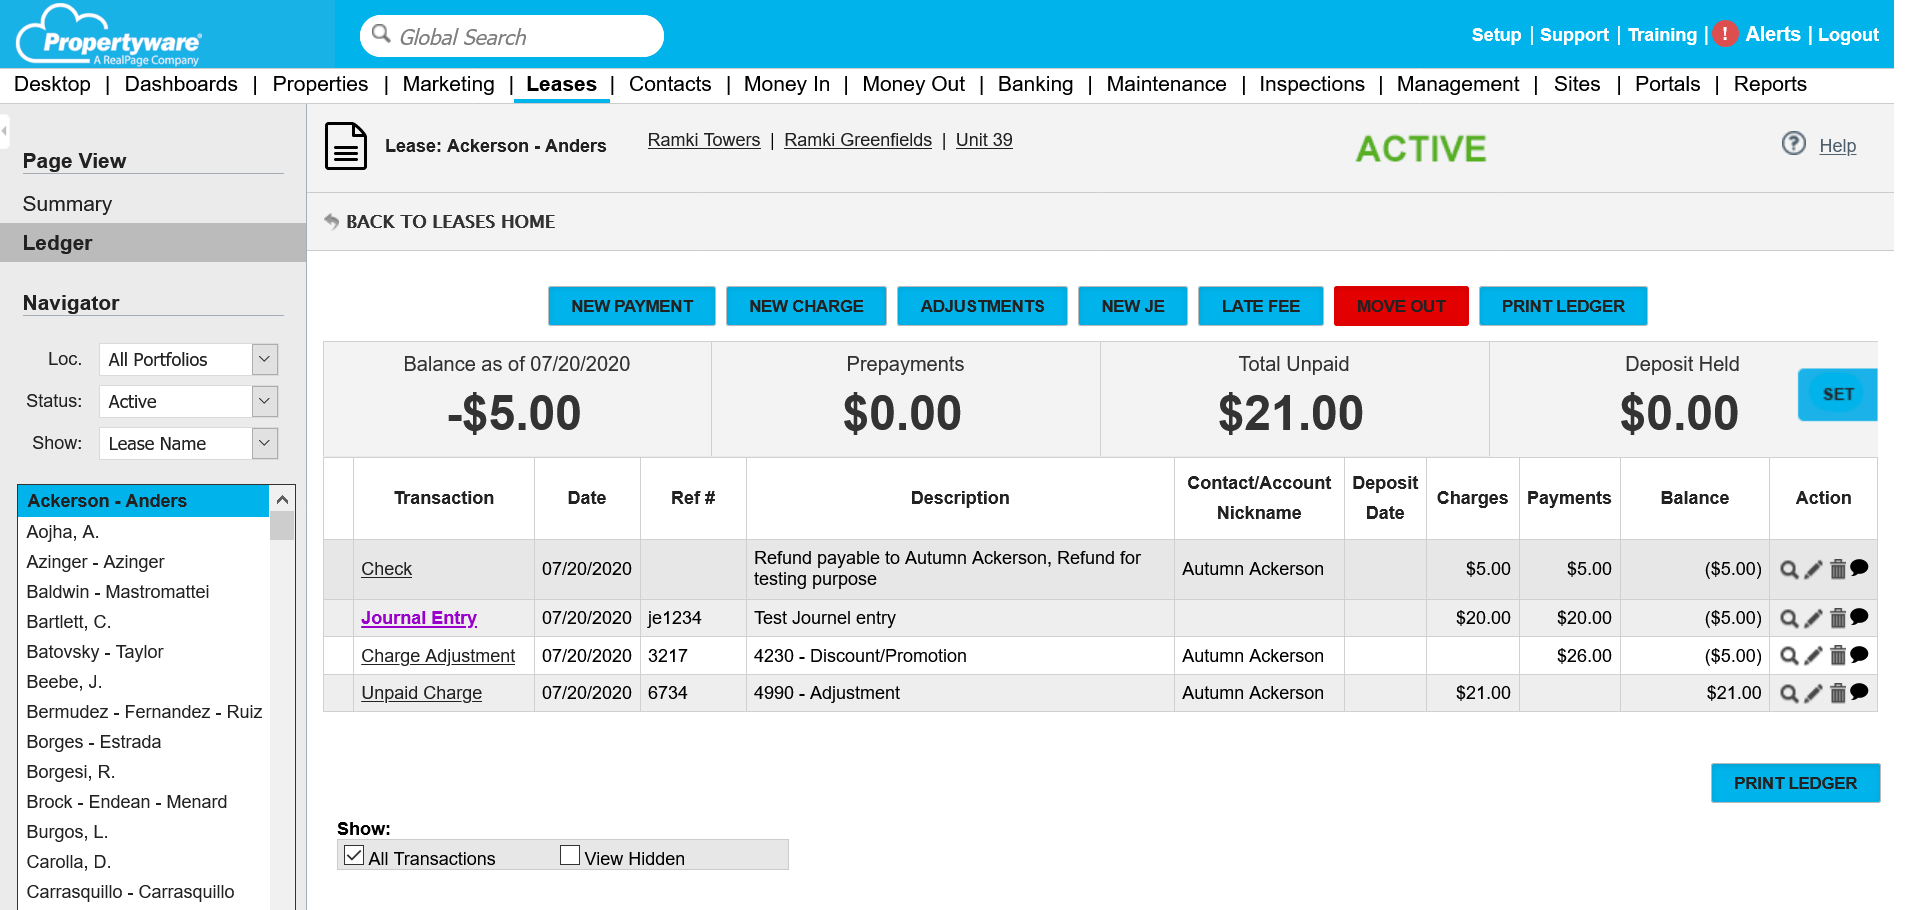 Propertyware
A RealPage Company
Global Search
Setup | Support | Training | ! Alerts | Logout
Desktop | Dashboards | Properties | Marketing | Leases | Contacts | Money In | Money Out | Banking | Maintenance | Inspections | Management | Sites | Portals | Reports
Page View
Summary
Ledger
Navigator
Loc. All Portfolios
Status: Active
Show: Lease Name
Ackerson - Anders
Aojha, A.
Azinger - Azinger
Baldwin - Mastromattei
Bartlett, C.
Batovsky - Taylor
Beebe, J.
Bermudez - Fernandez - Ruiz
Borges - Estrada
Borgesi, R.
Brock - Endean - Menard
Burgos, L.
Carolla, D.
Carrasquillo - Carrasquillo
Lease: Ackerson - Anders Ramki Towers | Ramki Greenfields | Unit 39 ACTIVE ? Help
BACK TO LEASES HOME
NEW PAYMENT NEW CHARGE ADJUSTMENTS NEW JE LATE FEE MOVE OUT PRINT LEDGER
Balance as of 07/20/2020 Prepayments Total Unpaid Deposit Held
-$5.00 $0.00 $21.00 $0.00 SET
Transaction Date Ref # Description Contact/Account Nickname Deposit Date Charges Payments Balance Action
Check 07/20/2020 Refund payable to Autumn Ackerson, Refund for testing purpose Autumn Ackerson $5.00 $5.00 ($5.00)
Journal Entry 07/20/2020 je1234 Test Journel entry $20.00 $20.00 ($5.00)
Charge Adjustment 07/20/2020 3217 4230 - Discount/Promotion Autumn Ackerson $26.00 ($5.00)
Unpaid Charge 07/20/2020 6734 4990 - Adjustment Autumn Ackerson $21.00 $21.00
PRINT LEDGER
Show:
All Transactions View Hidden